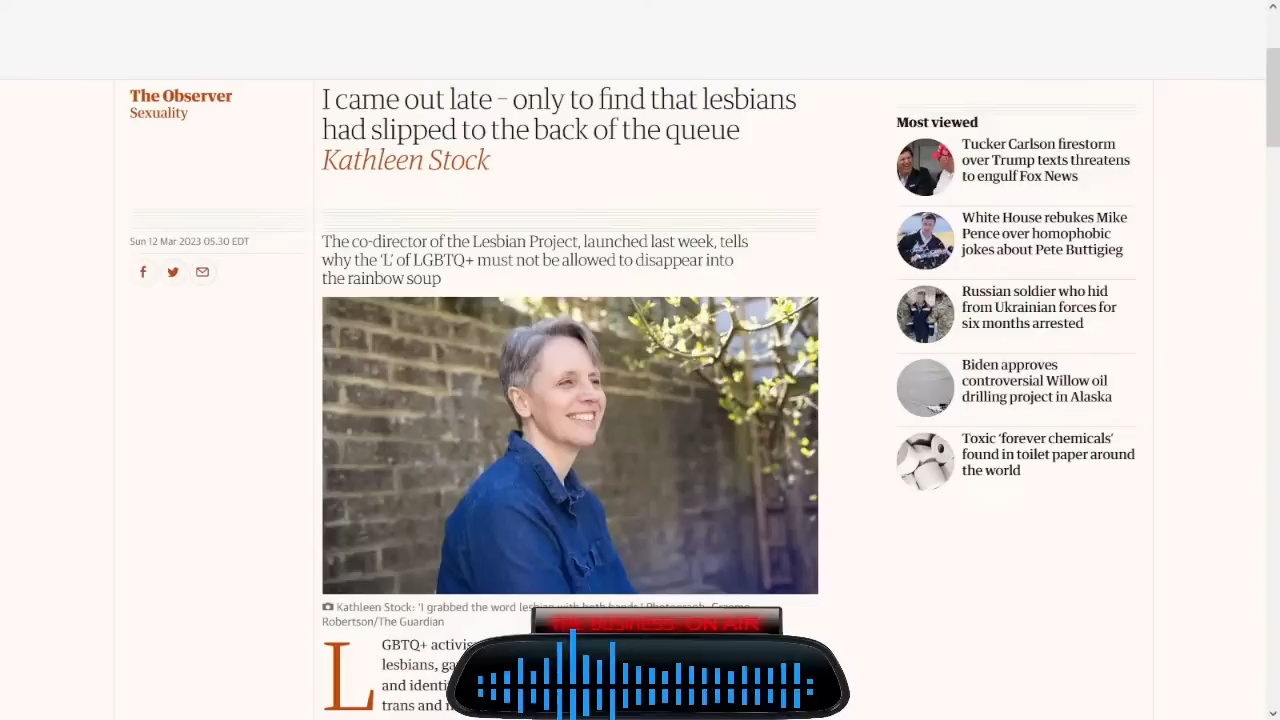 The Observer
Sexuality
I came out late – only to find that lesbians
had slipped to the back of the queue
Kathleen Stock
Sun 12 Mar 2023 05.30 EDT
The co-director of the Lesbian Project, launched last week, tells
why the ‘L’ of LGBTQ+ must not be allowed to disappear into
the rainbow soup
Kathleen Stock: ‘I grabbed the word lesbian with both hands.’ Photograph: Graeme
Robertson/The Guardian
LGBTQ+ activis
lesbians, ga
and identi
trans and
THE BUSINESS ON AIR
Most viewed
Tucker Carlson firestorm
over Trump texts threatens
to engulf Fox News
White House rebukes Mike
Pence over homophobic
jokes about Pete Buttigieg
Russian soldier who hid
from Ukrainian forces for
six months arrested
Biden approves
controversial Willow oil
drilling project in Alaska
Toxic ‘forever chemicals’
found in toilet paper around
the world